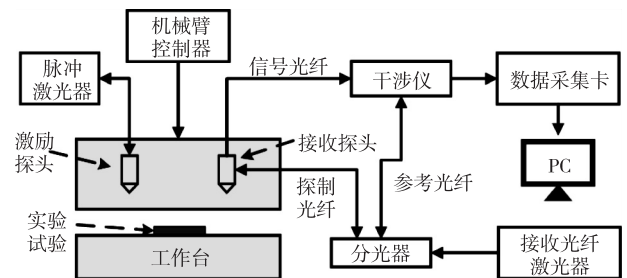 机械臂
控制器
脉冲
激光器
信号光纤
干涉仪
数据采集卡
激励
探头
接收探头
PC
探制
光纤
参考光纤
实验
试验
工作台
分光器
接收光纤
激光器